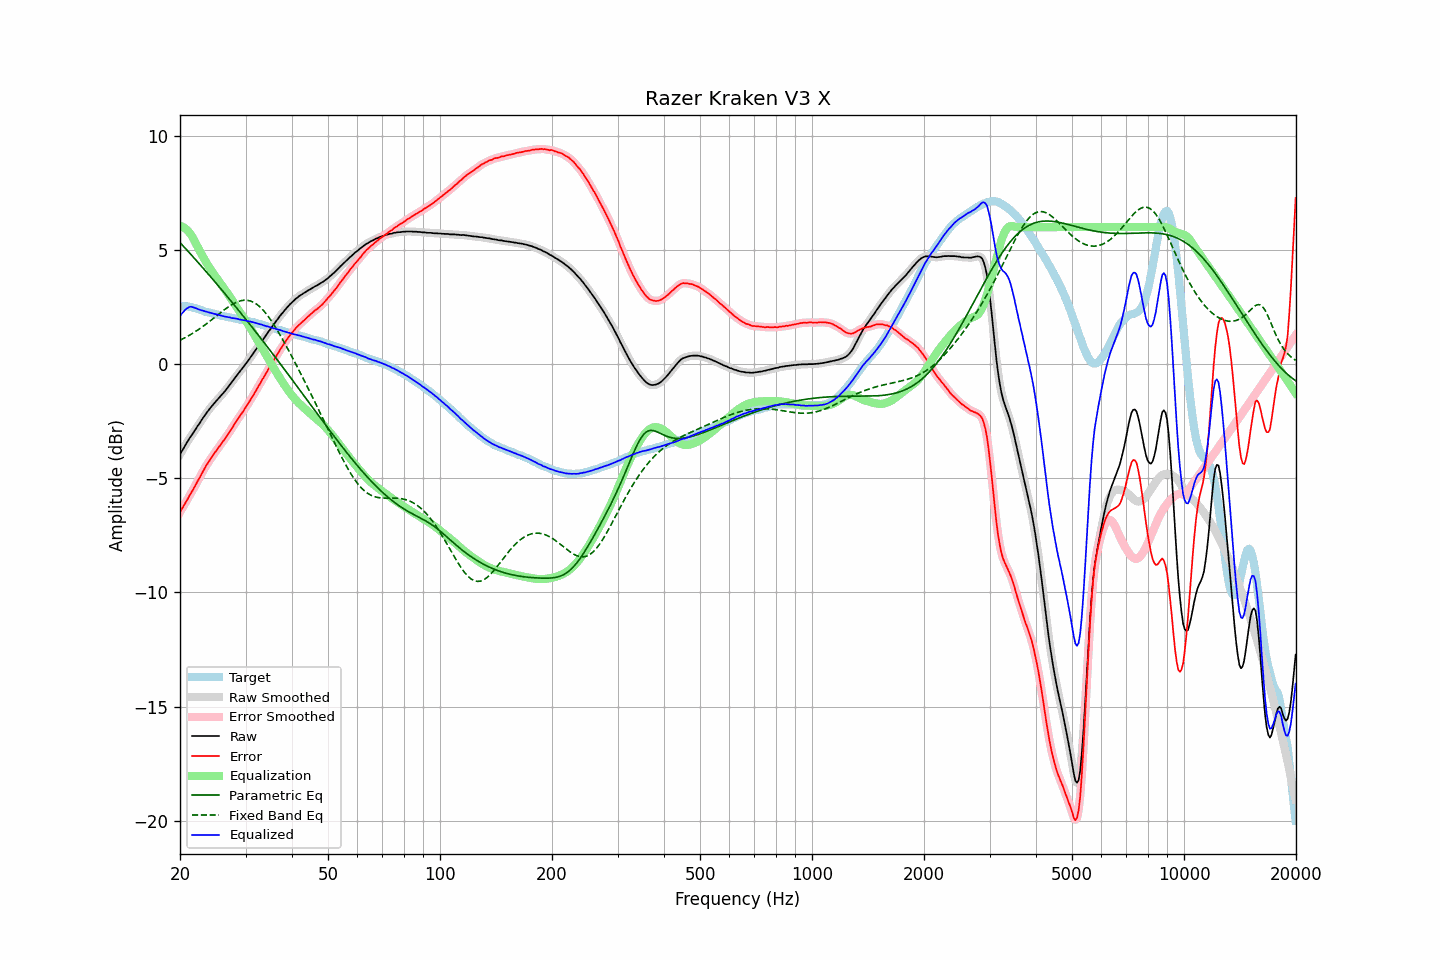 Razer Kraken V3 X
10
5
0
−5
−10
−15
−20
Amplitude (dBr)
Target
Raw Smoothed
Error Smoothed
Raw
Error
Equalization
Parametric Eq
Fixed Band Eq
Equalized
20 50 100 200 500 1000 2000 5000 10000 20000
Frequency (Hz)